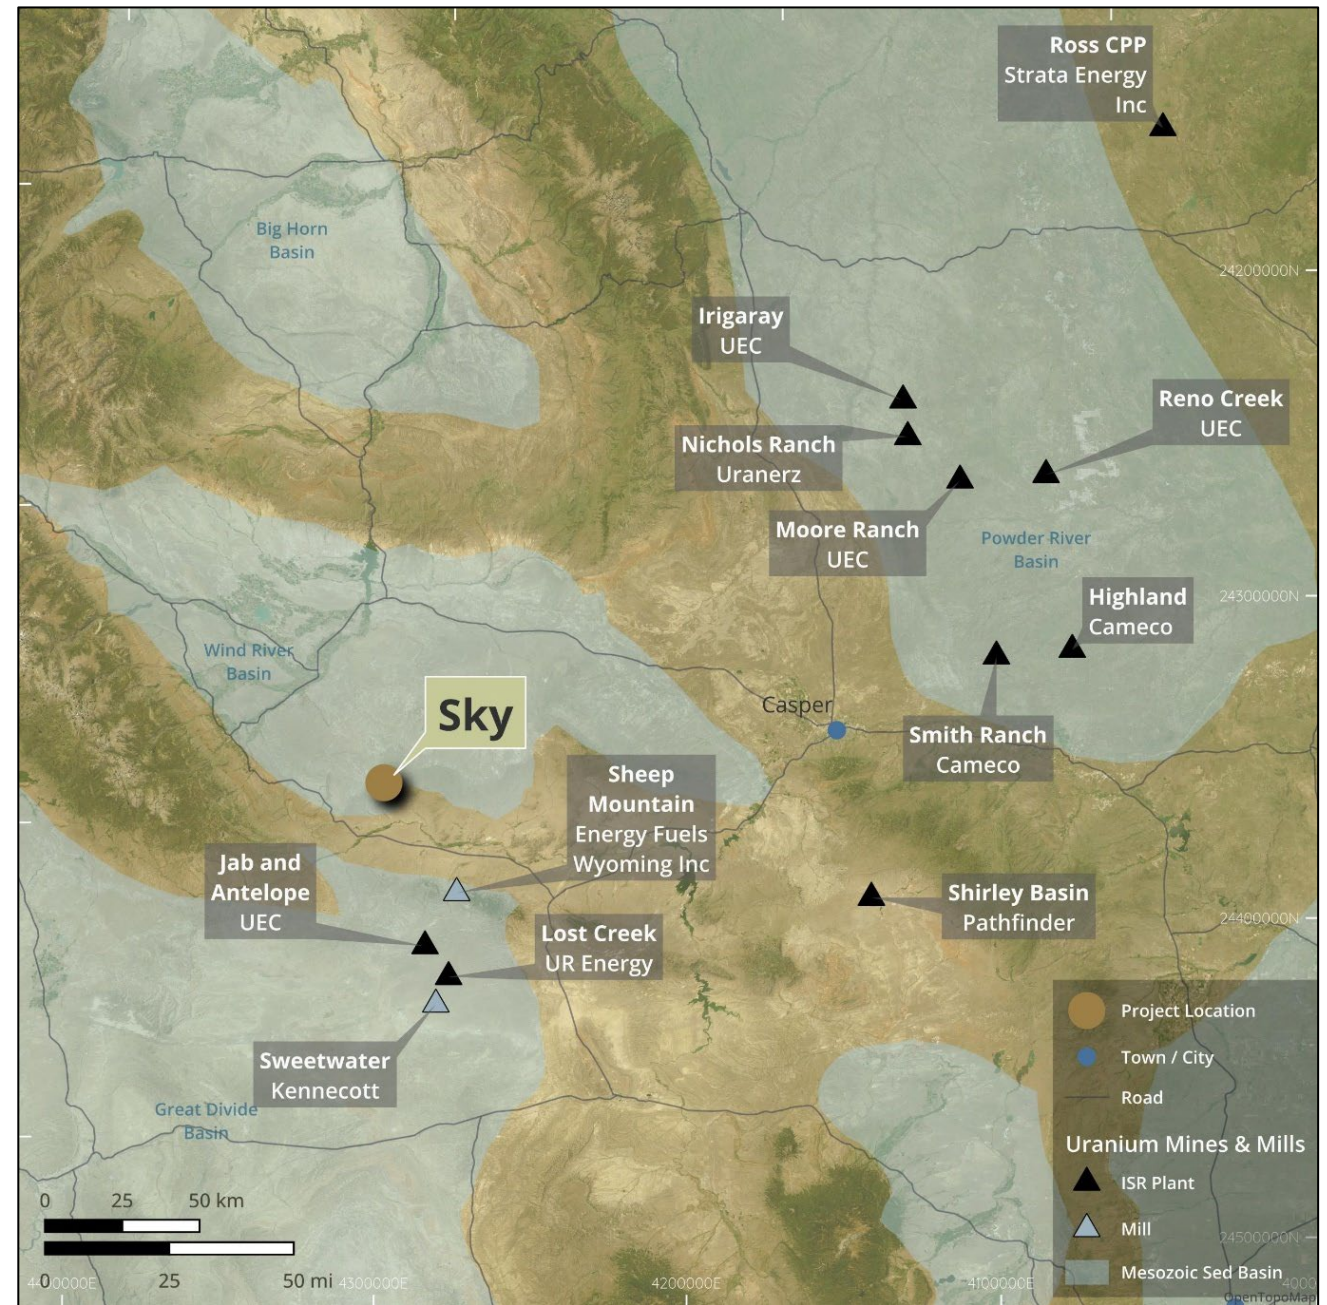 Ross CPP
Strata Energy
Inc
Big Horn
Basin
24200000N
Irigaray
UEC
Reno Creek
UEC
Nichols Ranch
Uranerz
Moore Ranch
UEC
Powder River
Basin
Highland
Cameco
24300000N
Wind River
Basin
Sky
Casper
Smith Ranch
Cameco
Sheep
Mountain
Energy Fuels
Wyoming Inc
Jab and
Antelope
UEC
Shirley Basin
Pathfinder
24400000N
Lost Creek
UR Energy
Sweetwater
Kennecott
Great Divide
Basin
Project Location
Town / City
Road
Uranium Mines & Mills
ISR Plant
Mill
24500000N
Mesozoic Sed Basin
0 25 50 km
0 25 50 mi
4400000E 4300000E 4200000E 4100000E 4000
OpenTopoMap